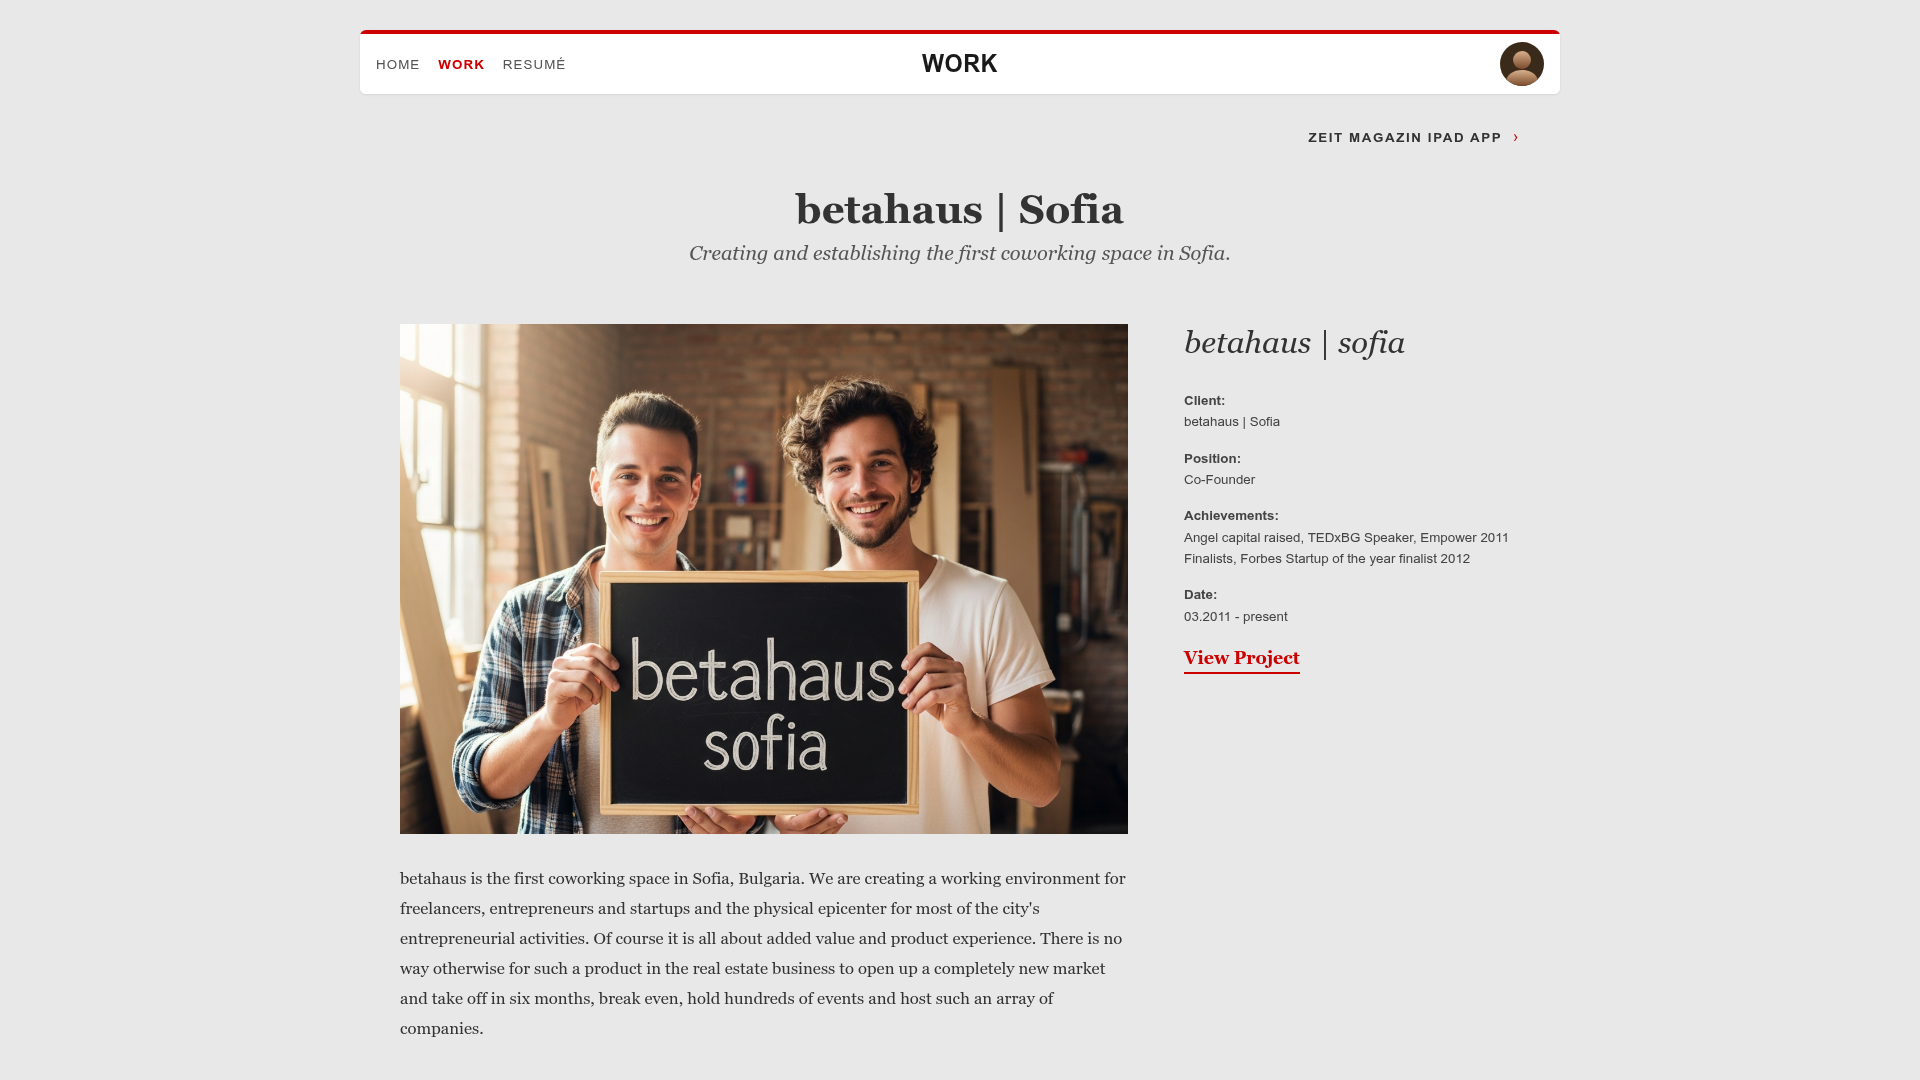 HOME WORK RESUMÉ
WORK
ZEIT MAGAZIN IPAD APP ›
betahaus | Sofia
Creating and establishing the first coworking space in Sofia.
betahaus
sofia
betahaus | sofia
Client:
betahaus | Sofia
Position:
Co-Founder
Achievements:
Angel capital raised, TEDxBG Speaker, Empower 2011
Finalists, Forbes Startup of the year finalist 2012
Date:
03.2011 - present
View Project
betahaus is the first coworking space in Sofia, Bulgaria. We are creating a working environment for
freelancers, entrepreneurs and startups and the physical epicenter for most of the city's
entrepreneurial activities. Of course it is all about added value and product experience. There is no
way otherwise for such a product in the real estate business to open up a completely new market
and take off in six months, break even, hold hundreds of events and host such an array of
companies.